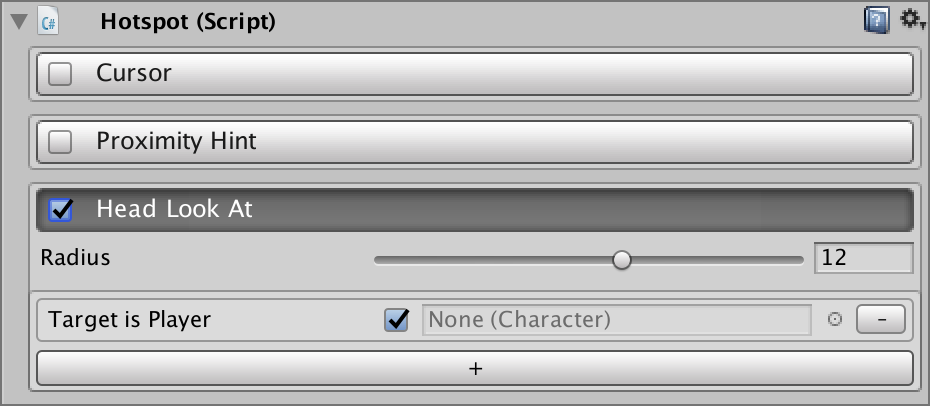 C#
Hotspot (Script)
?
Cursor
Proximity Hint
Head Look At
Radius 12
Target is Player None (Character) -
+